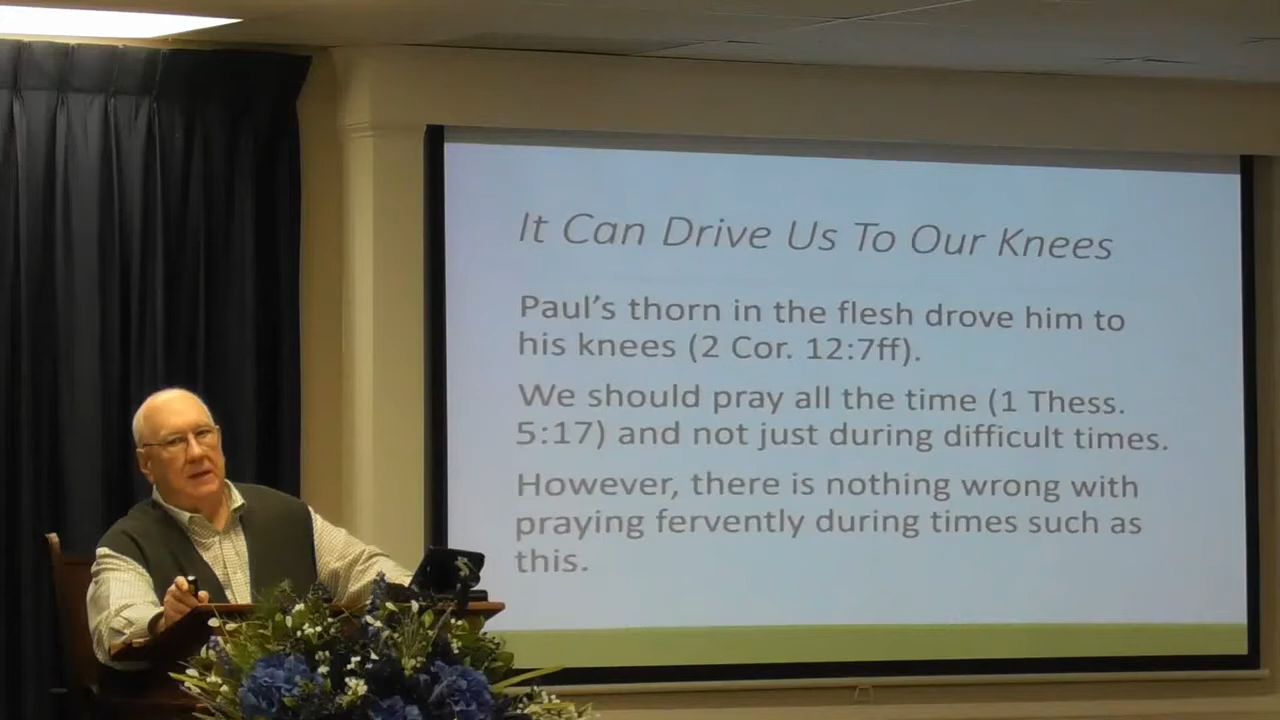 It Can Drive Us To Our Knees
Paul's thorn in the flesh drove him to
his knees (2 Cor. 12:7ff).
We should pray all the time (1 Thess.
5:17) and not just during difficult times.
However, there is nothing wrong with
praying fervently during times such as
this.